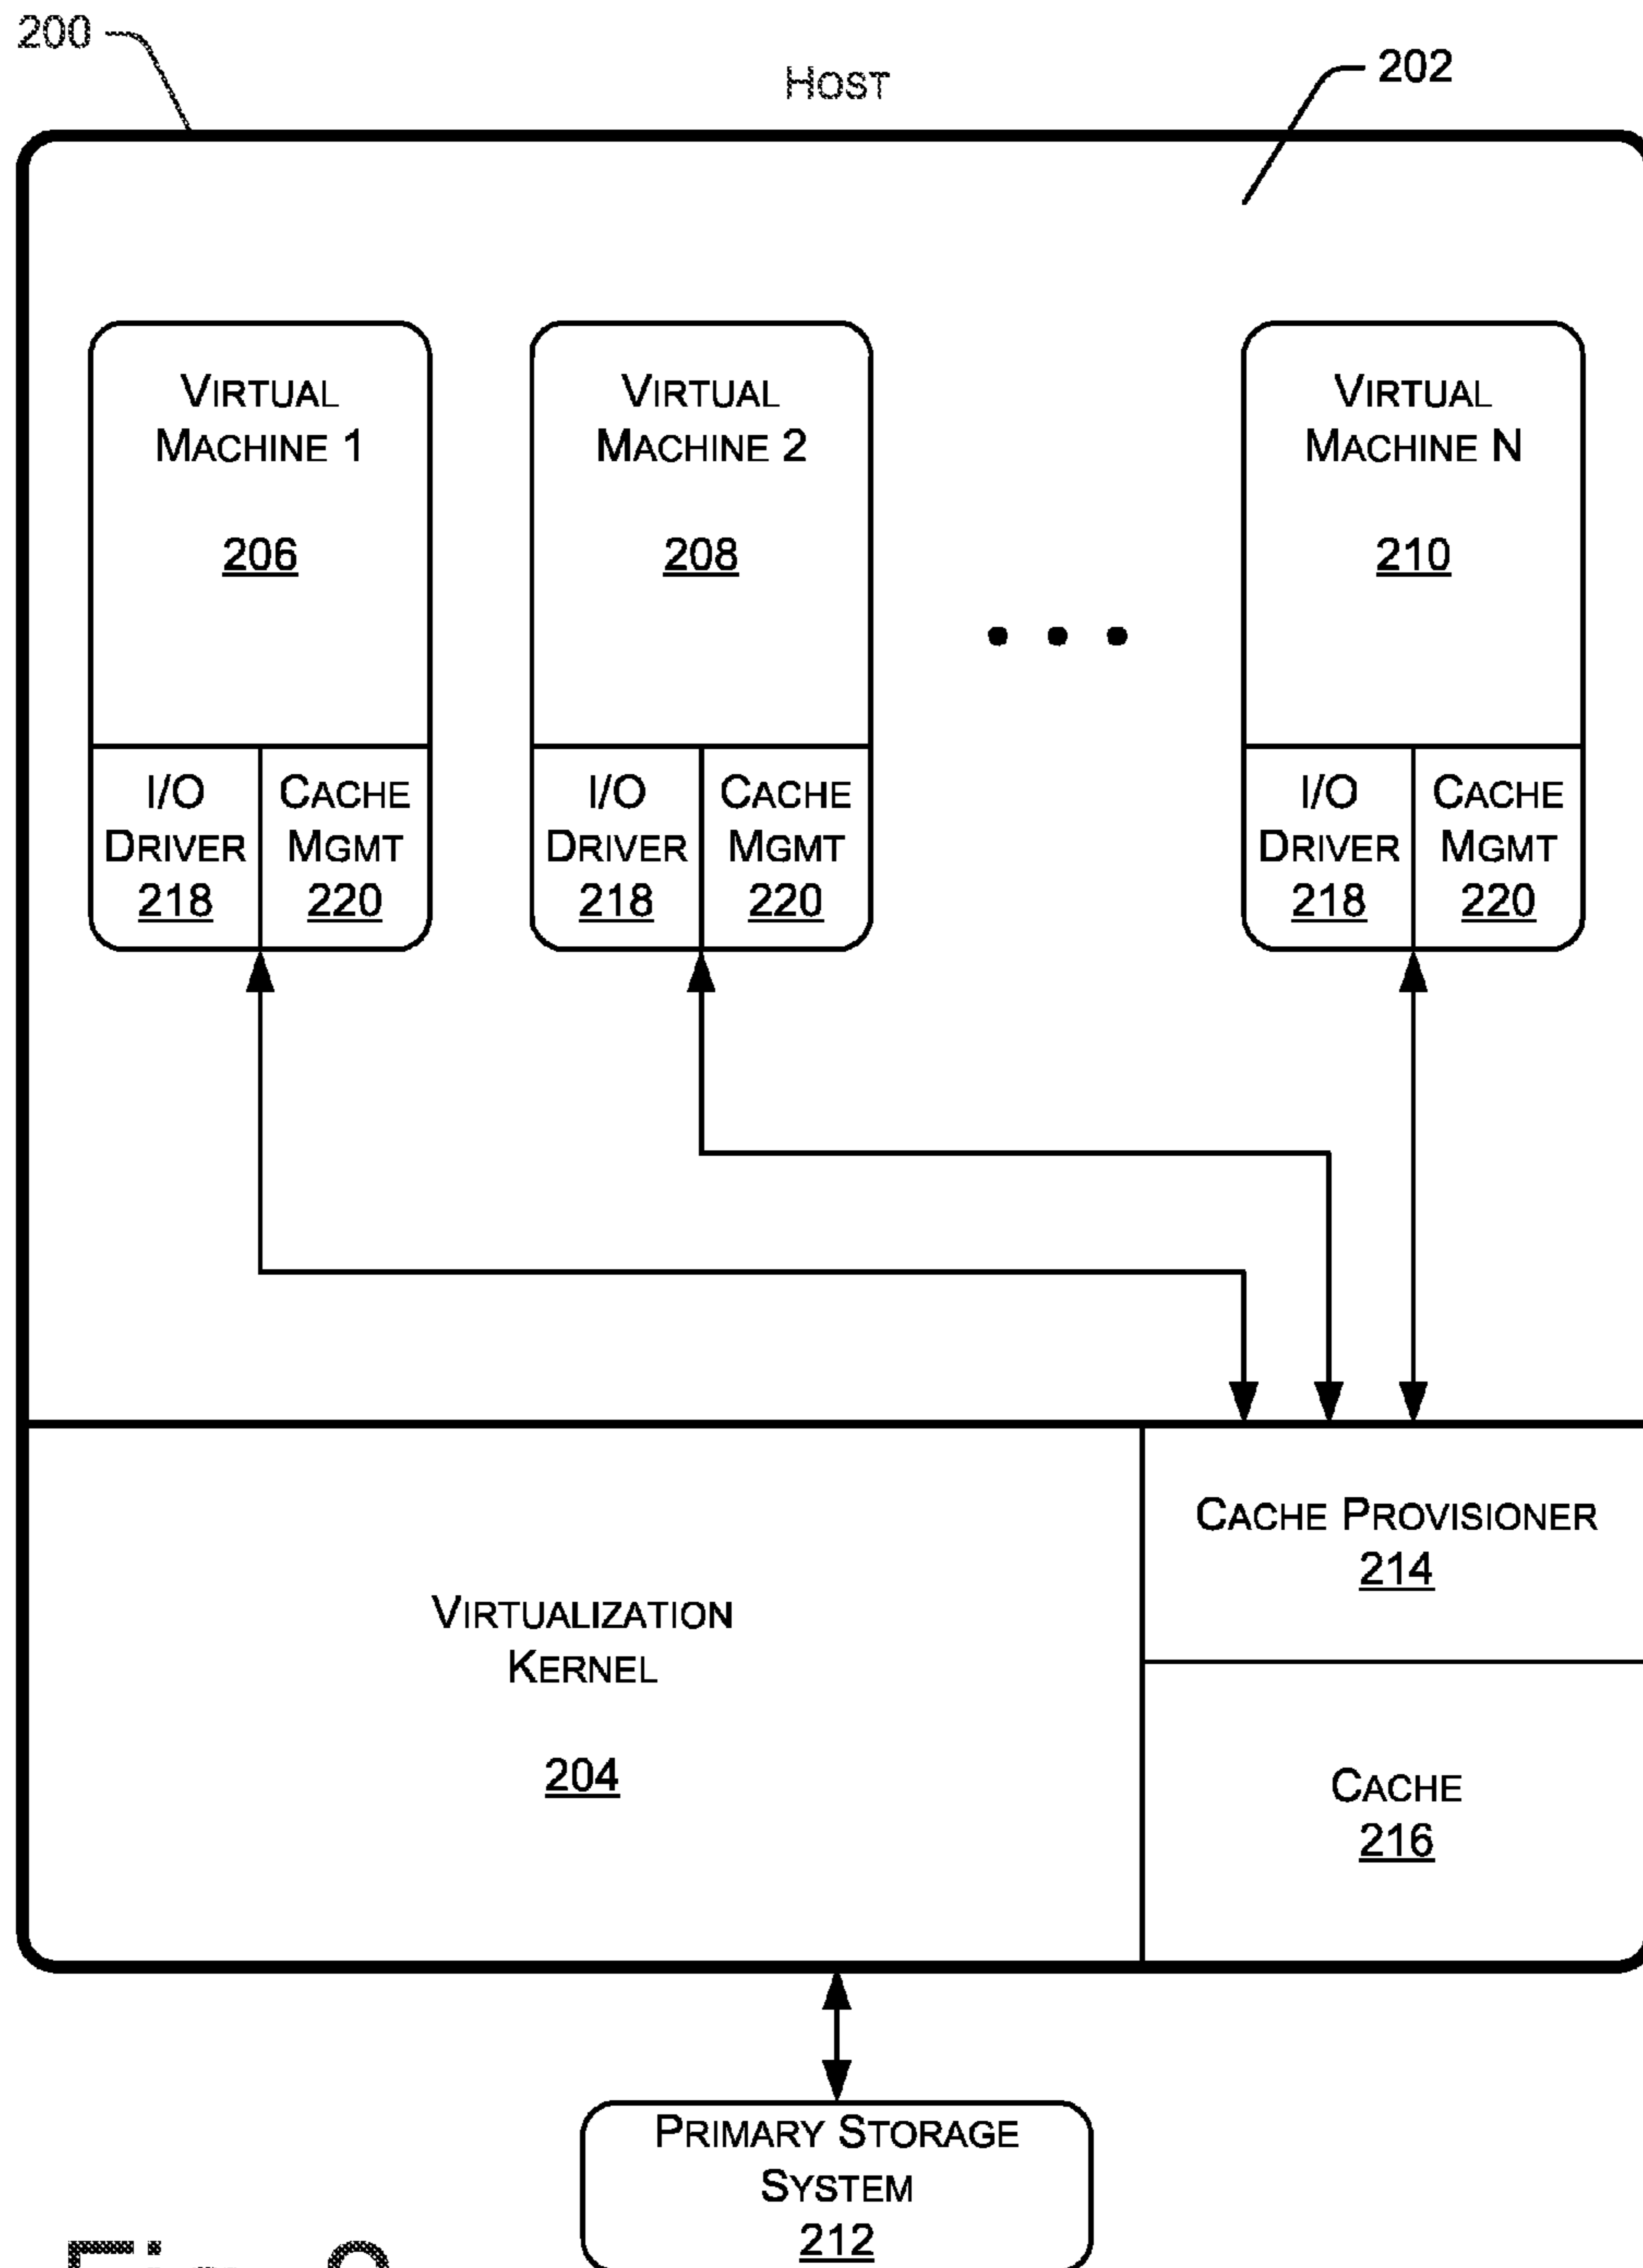 200
HOST
202
VIRTUAL
MACHINE 1
206
VIRTUAL
MACHINE 2
208
VIRTUAL
MACHINE N
210
I/O
DRIVER
218
CACHE
MGMT
220
I/O
DRIVER
218
CACHE
MGMT
220
I/O
DRIVER
218
CACHE
MGMT
220
CACHE PROVISIONER
214
VIRTUALIZATION
KERNEL
204
CACHE
216
PRIMARY STORAGE
SYSTEM
212